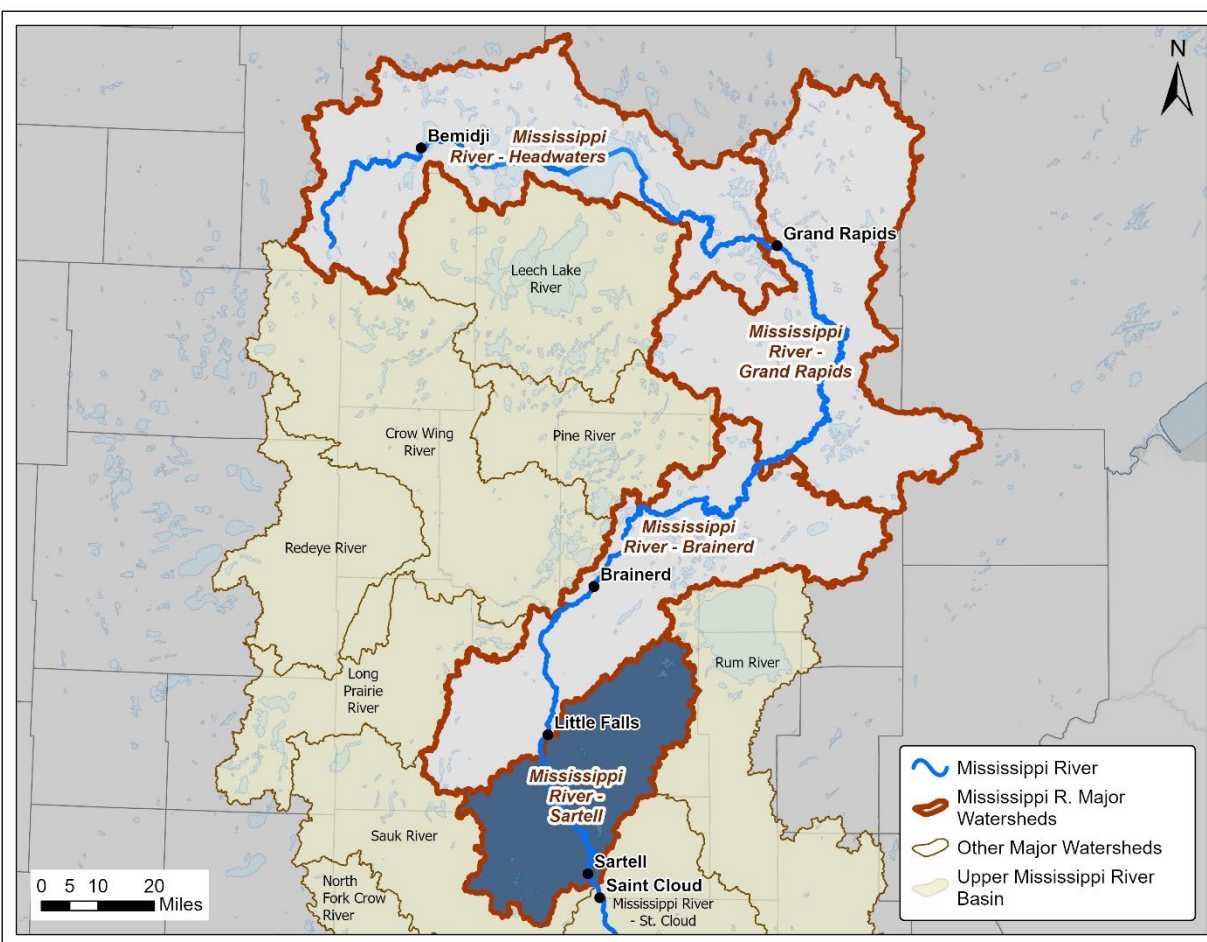 N
Bemidji
Mississippi
River - Headwaters
Grand Rapids
Leech Lake
River
Mississippi
River -
Grand Rapids
Crow Wing
River
Pine River
Mississippi
River - Brainerd
Redeye River
Brainerd
Rum River
Long
Prairie
River
Little Falls
Mississippi
River -
Sartell
Sauk River
Sartell
Saint Cloud
Mississippi River
- St. Cloud
North
Fork Crow
River
0 5 10 20
Miles
Mississippi River
Mississippi R. Major
Watersheds
Other Major Watersheds
Upper Mississippi River
Basin